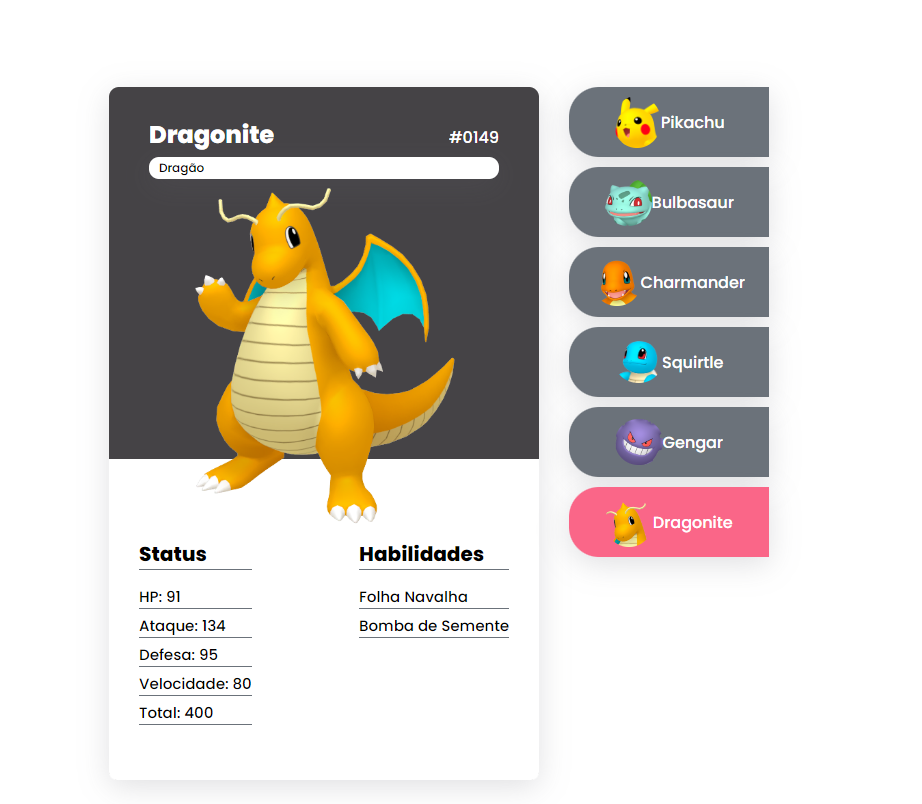 Dragonite
#0149
Dragão
Status
HP: 91
Ataque: 134
Defesa: 95
Velocidade: 80
Total: 400
Habilidades
Folha Navalha
Bomba de Semente
Pikachu
Bulbasaur
Charmander
Squirtle
Gengar
Dragonite